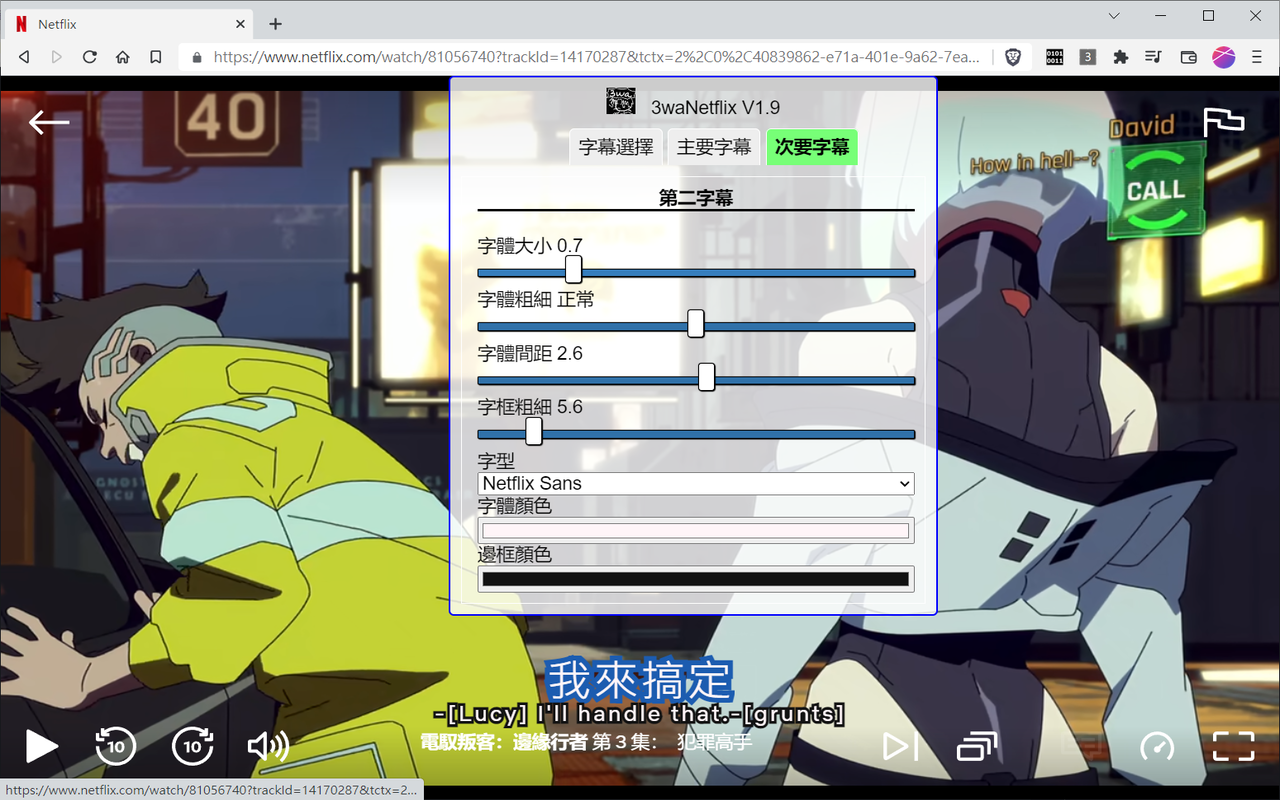 Netflix
https://www.netflix.com/watch/81056740?trackId=14170287&tctx=2%2C0%2C40839862-e71a-401e-9a62-7ea...
0101
0011
3
40
3waNetflix V1.9
字幕選擇 主要字幕 次要字幕
第二字幕
字體大小 0.7
字體粗細 正常
字體間距 2.6
字框粗細 5.6
字型
Netflix Sans
字體顏色
邊框顏色
David
How in hell--?
CALL
我來搞定
-[Lucy] I'll handle that.-[grunts]
10 10
電馭叛客：邊緣行者 第 3 集： 犯罪高手
https://www.netflix.com/watch/81056740?trackId=14170287&tctx=2...